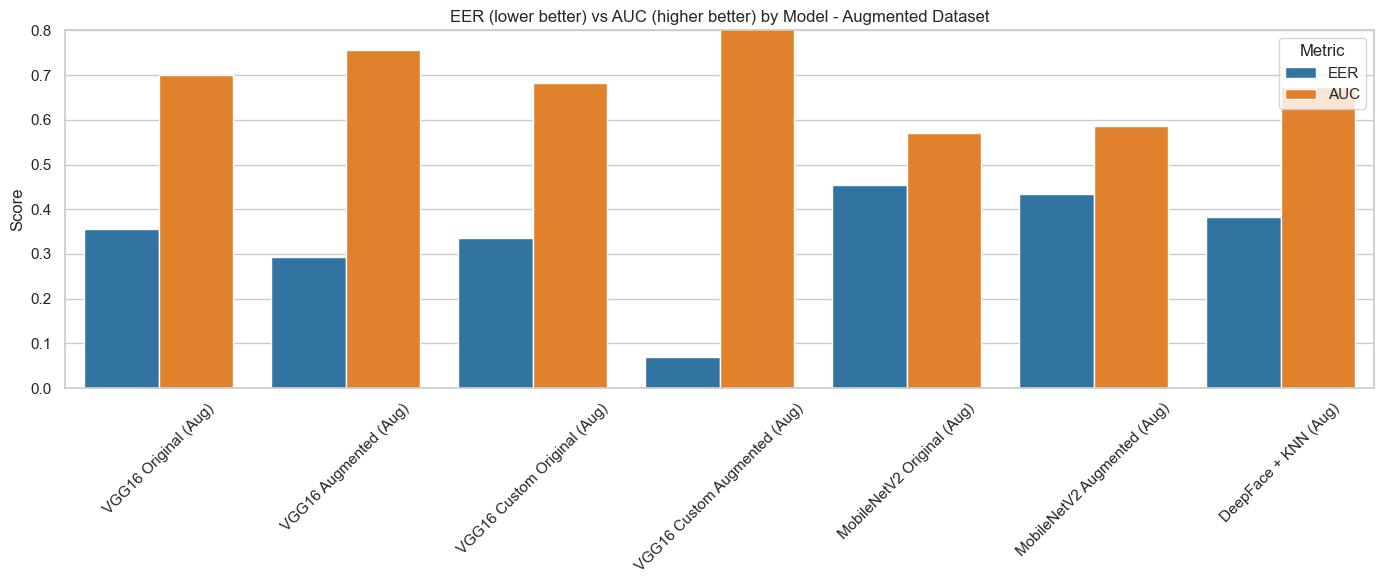 EER (lower better) vs AUC (higher better) by Model - Augmented Dataset
Metric
EER
AUC
Score
0.8
0.7
0.6
0.5
0.4
0.3
0.2
0.1
0.0
VGG16 Original (Aug)
VGG16 Augmented (Aug)
VGG16 Custom Original (Aug)
VGG16 Custom Augmented (Aug)
MobileNetV2 Original (Aug)
MobileNetV2 Augmented (Aug)
DeepFace + KNN (Aug)